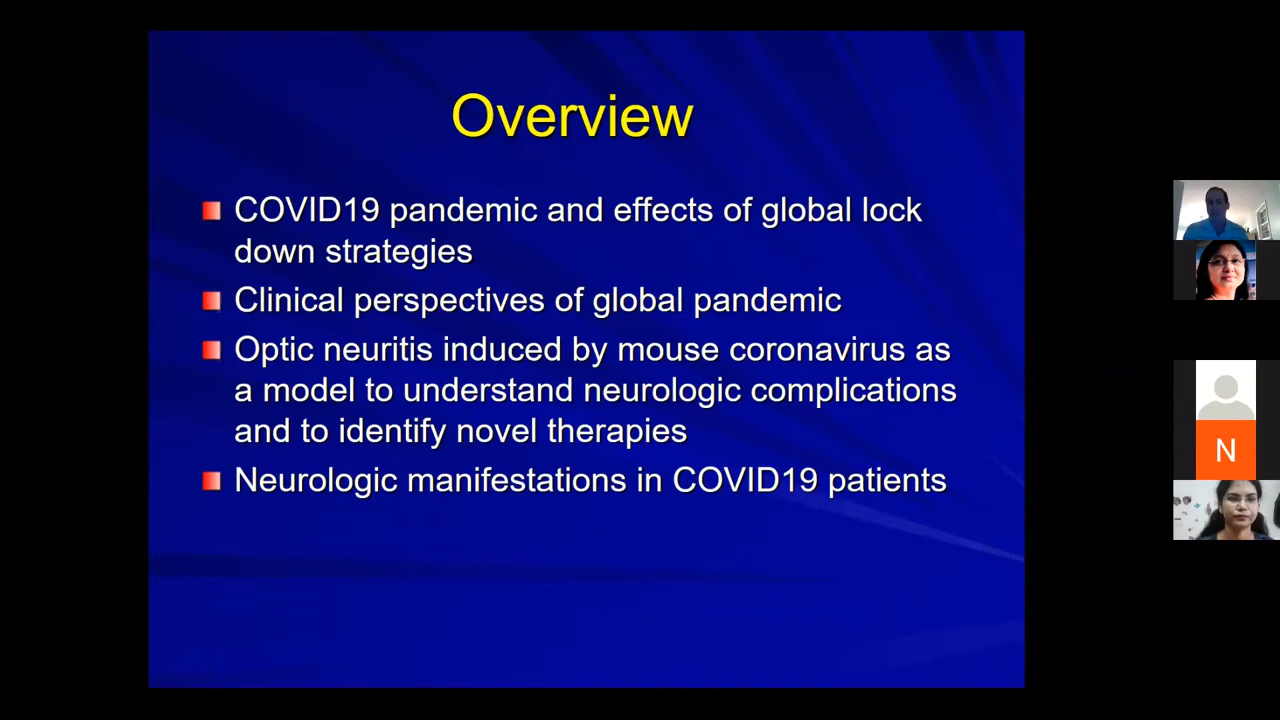 Overview
COVID19 pandemic and effects of global lock
down strategies
Clinical perspectives of global pandemic
Optic neuritis induced by mouse coronavirus as
a model to understand neurologic complications
and to identify novel therapies
Neurologic manifestations in COVID19 patients
N